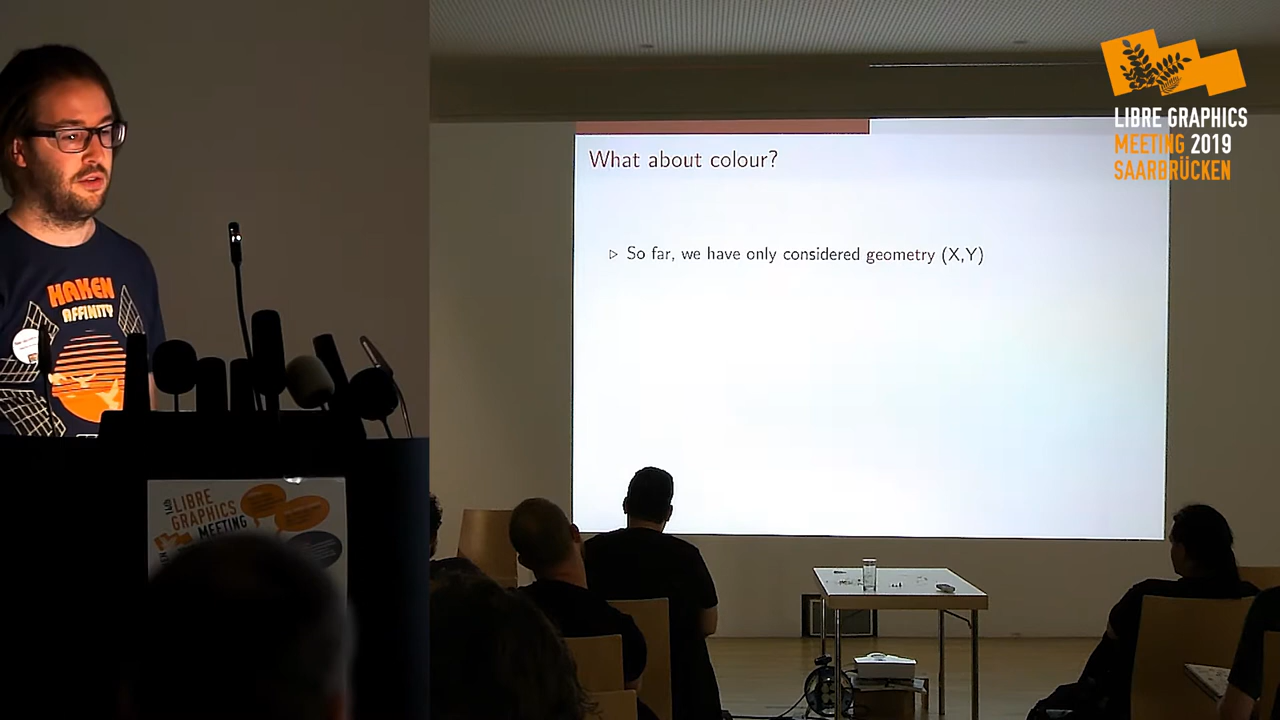 LIBRE GRAPHICS
MEETING 2019
SAARBRÜCKEN
What about colour?
▷ So far, we have only considered geometry (X,Y)
HAKEN
AFFINITY
LIBRE
GRAPHICS
MEETING